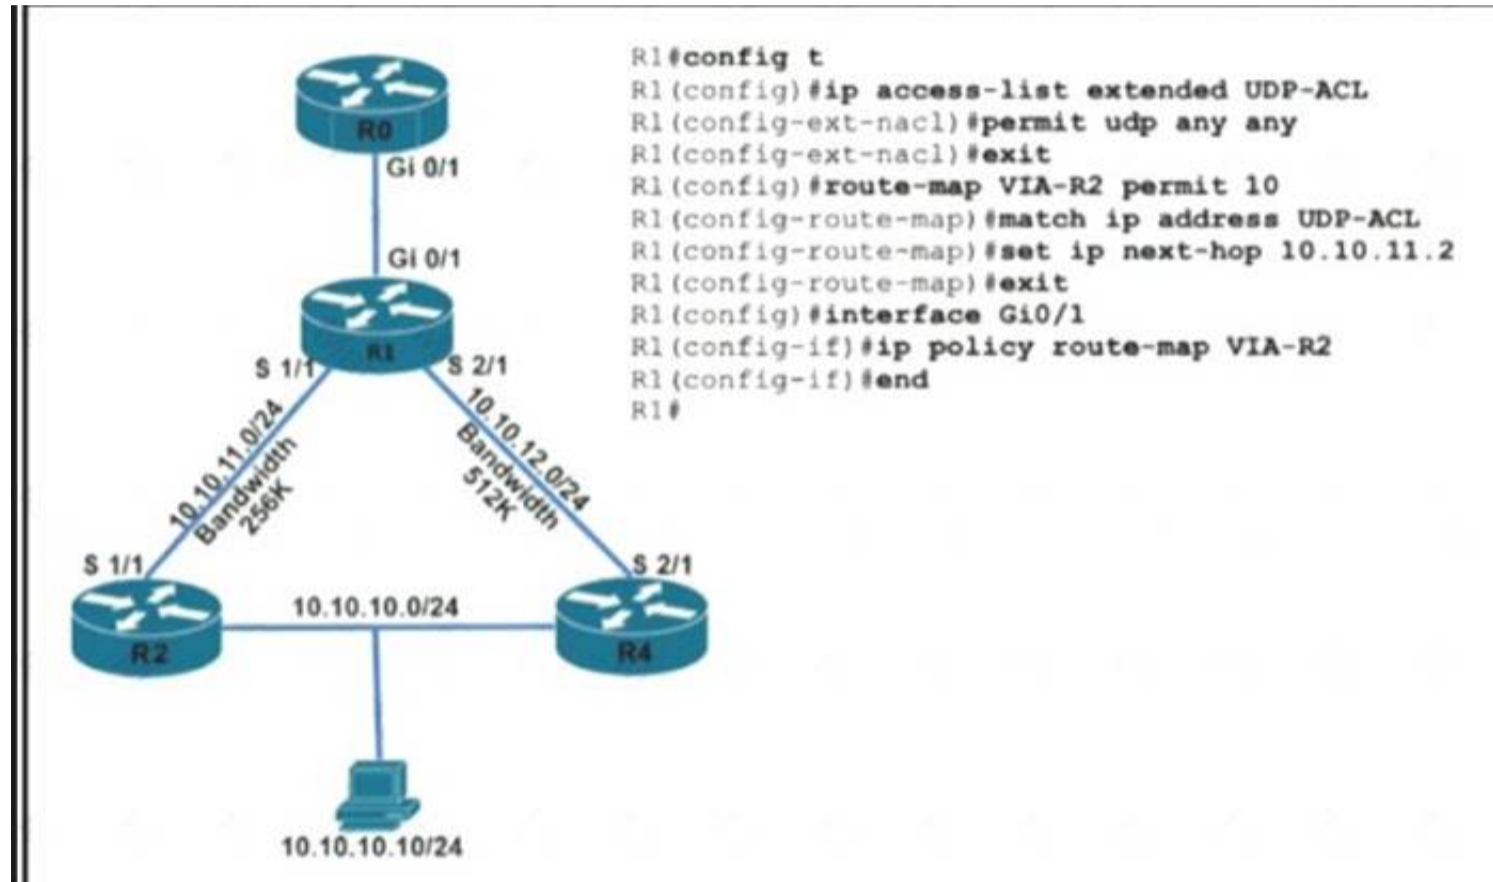 R1#config t
R1(config)#ip access-list extended UDP-ACL
R1(config-ext-nacl)#permit udp any any
R1(config-ext-nacl)#exit
R1(config)#route-map VIA-R2 permit 10
R1(config-route-map)#match ip address UDP-ACL
R1(config-route-map)#set ip next-hop 10.10.11.2
R1(config-route-map)#exit
R1(config)#interface Gi0/1
R1(config-if)#ip policy route-map VIA-R2
R1(config-if)#end
R1#
R0
Gi 0/1
Gi 0/1
R1
S 1/1
S 2/1
10.10.11.0/24
Bandwidth
256K
10.10.12.0/24
Bandwidth
512K
S 1/1
S 2/1
10.10.10.0/24
R2
R4
10.10.10.10/24